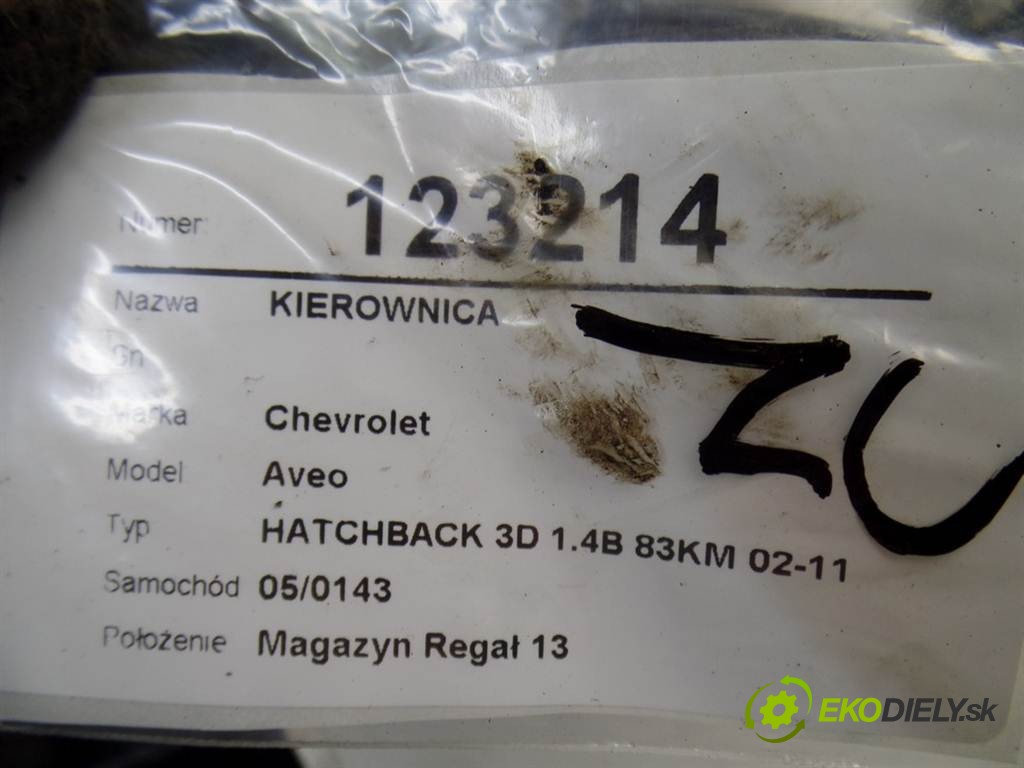 Numer: 123214
Nazwa KIEROWNICA
Gn
Marka Chevrolet
Model Aveo
Typ HATCHBACK 3D 1.4B 83KM 02-11
Samochód 05/0143
Położenie Magazyn Regał 13
EKODIELY.sk